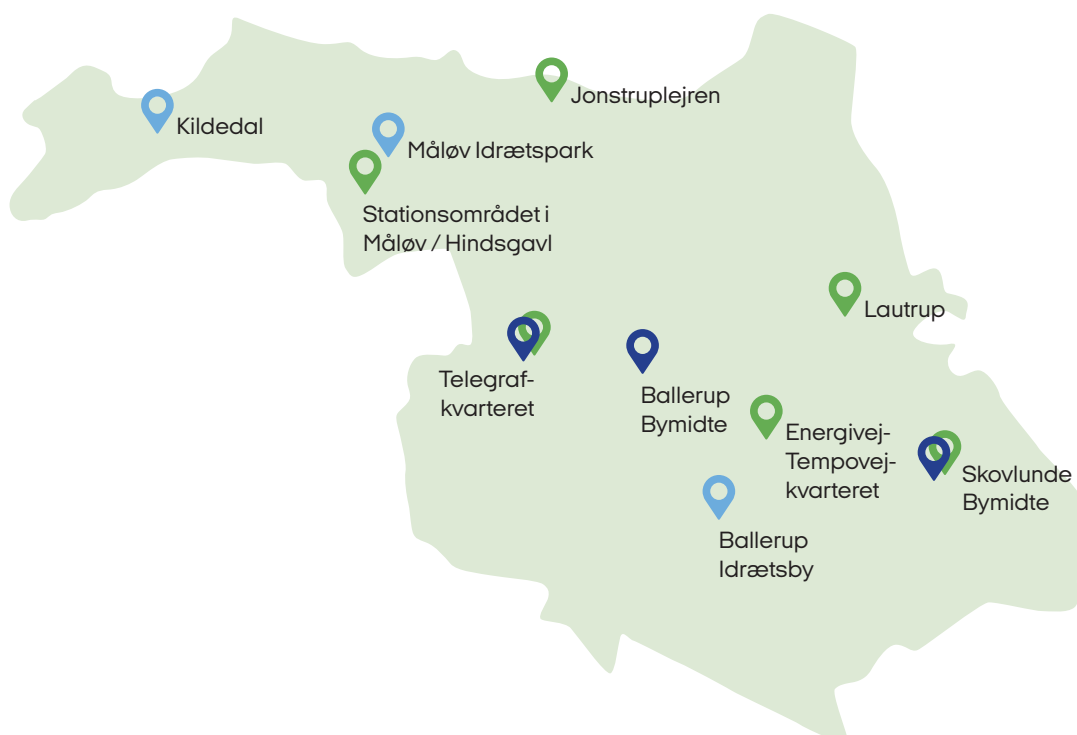 Jonstruplejren
Kildedal
Måløv Idrætspark
Stationsområdet i
Måløv / Hindsgavl
Lautrup
Telegraf-
kvarteret
Ballerup
Bymidte
Energivej-
Tempovej-
kvarteret
Skovlunde
Bymidte
Ballerup
Idrætsby